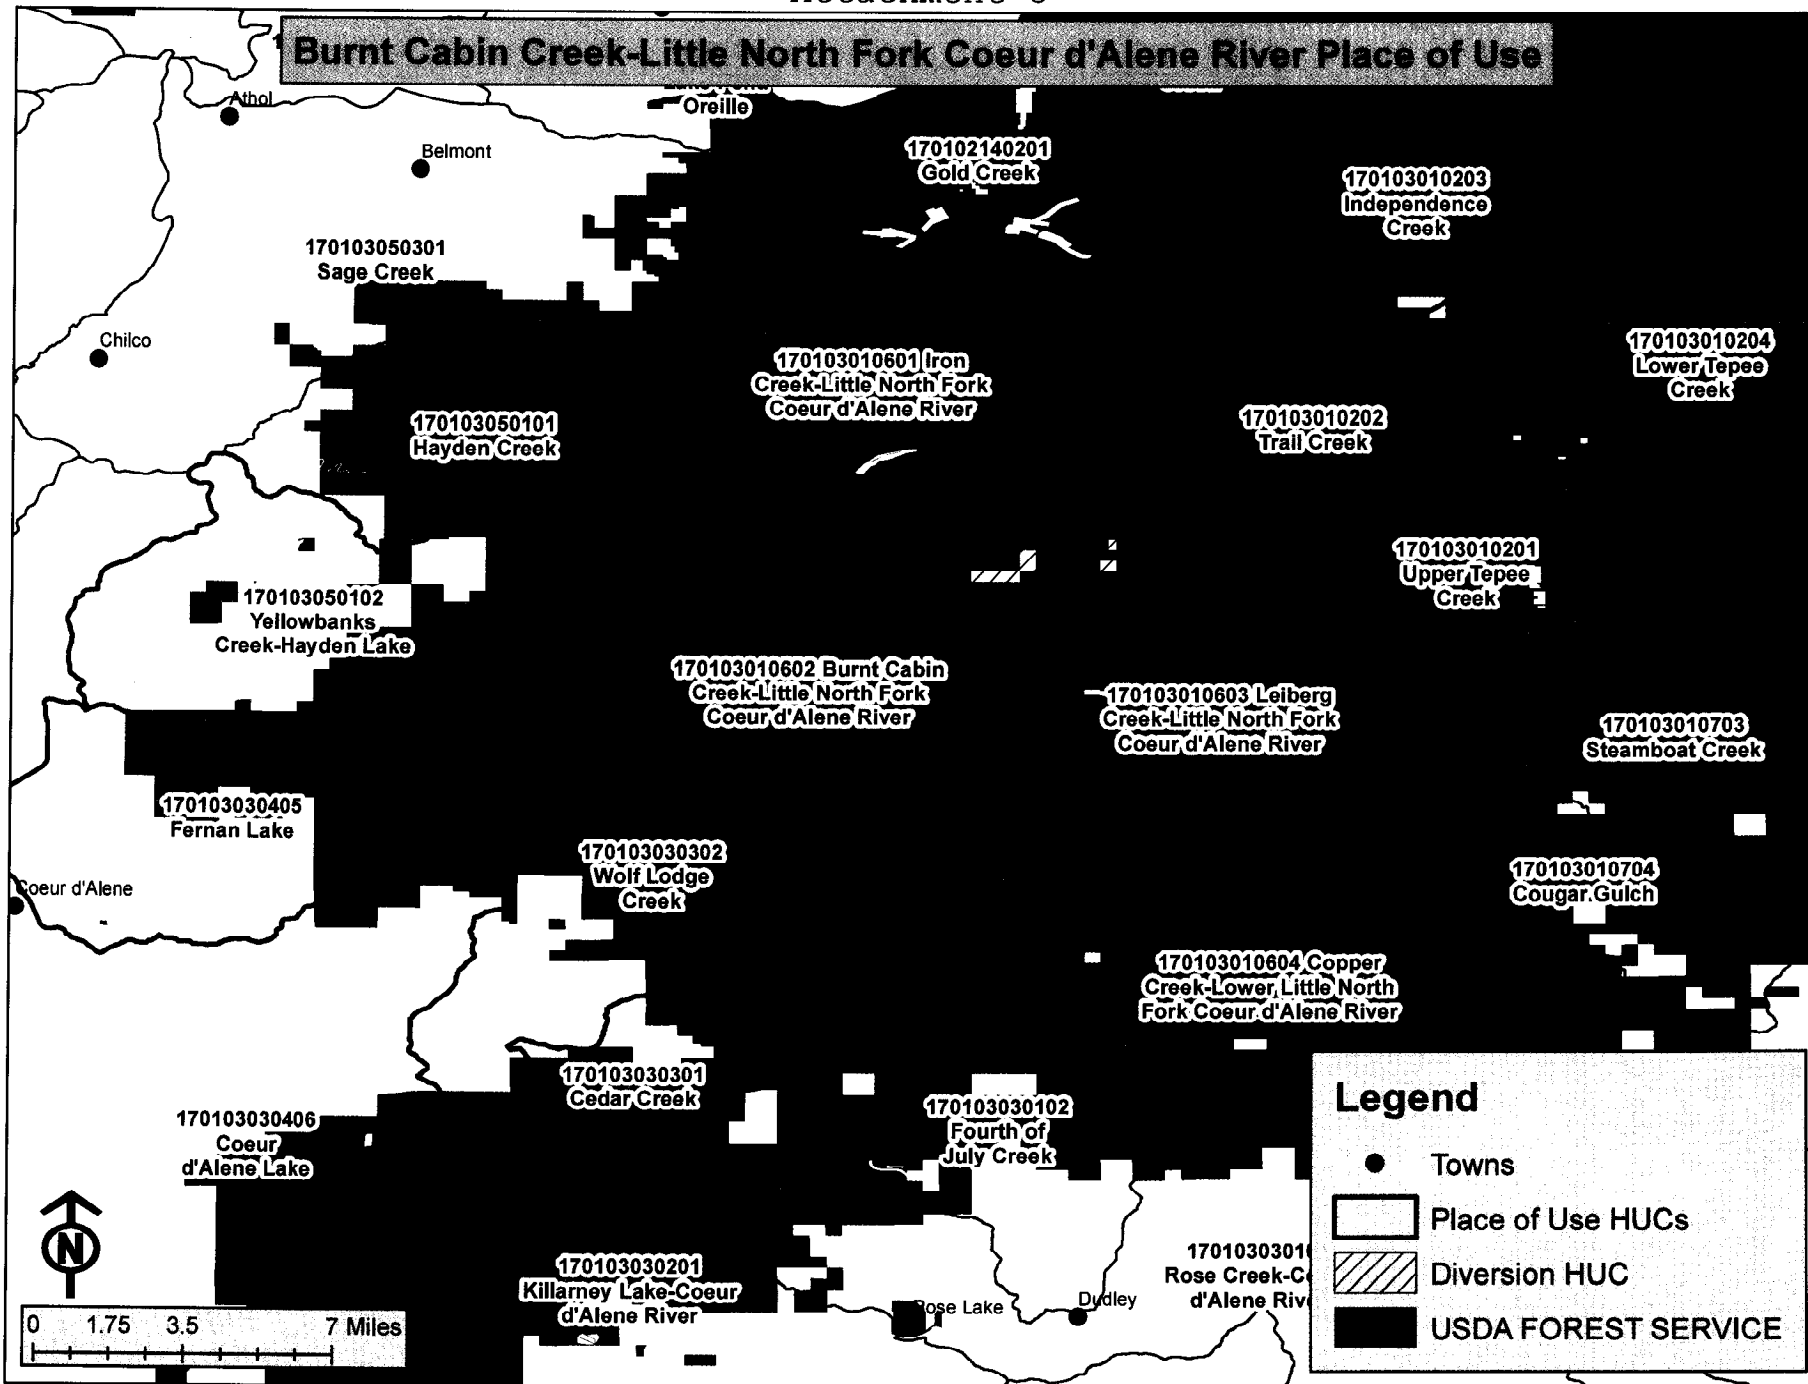 Burnt Cabin Creek-Little North Fork Coeur d'Alene River Place of Use
Athol
Oreille
Belmont
170102140201
Gold Creek
170103010203
Independence
Creek
170103050301
Sage Creek
Chilco
170103010601 Iron
Creek-Little North Fork
Coeur d'Alene River
170103010204
Lower Tepee
Creek
170103050101
Hayden Creek
170103010202
Trail Creek
170103010201
Upper Tepee
Creek
170103050102
Yellowbanks
Creek-Hayden Lake
170103010602 Burnt Cabin
Creek-Little North Fork
Coeur d'Alene River
170103010603 Leiberg
Creek-Little North Fork
Coeur d'Alene River
170103010703
Steamboat Creek
170103030405
Fernan Lake
170103030302
Wolf Lodge
Creek
170103010704
Cougar Gulch
Coeur d'Alene
170103010604 Copper
Creek-Lower Little North
Fork Coeur d'Alene River
170103030301
Cedar Creek
170103030102
Fourth of
July Creek
170103030406
Coeur
d'Alene Lake
170103030201
Killarney Lake-Coeur
d'Alene River
Rose Lake
Dudley
17010303010
Rose Creek-Co
d'Alene Rive
N
0 1.75 3.5 7 Miles
Legend
Towns
Place of Use HUCs
Diversion HUC
USDA FOREST SERVICE